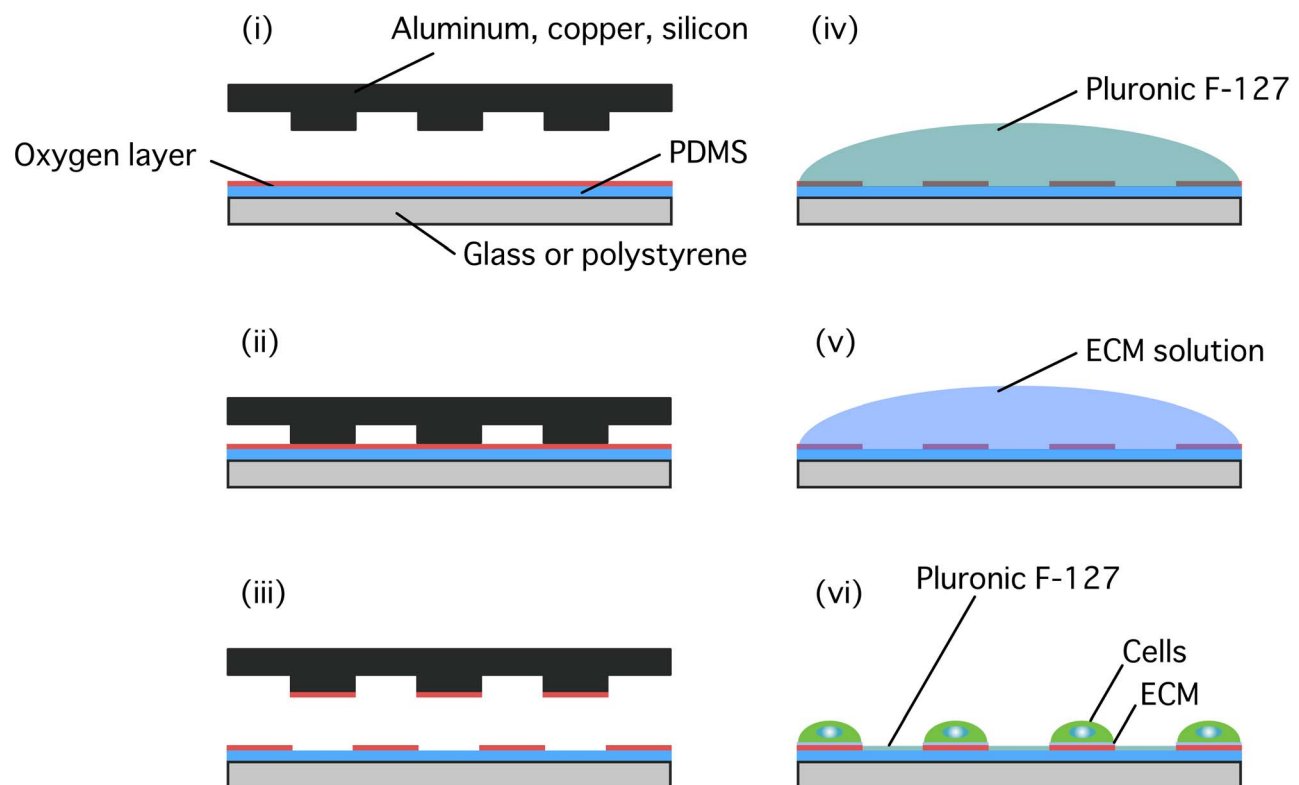 (i)
Aluminum, copper, silicon
Oxygen layer
PDMS
Glass or polystyrene
(ii)
(iii)
(iv)
Pluronic F-127
(v)
ECM solution
(vi)
Pluronic F-127
Cells
ECM